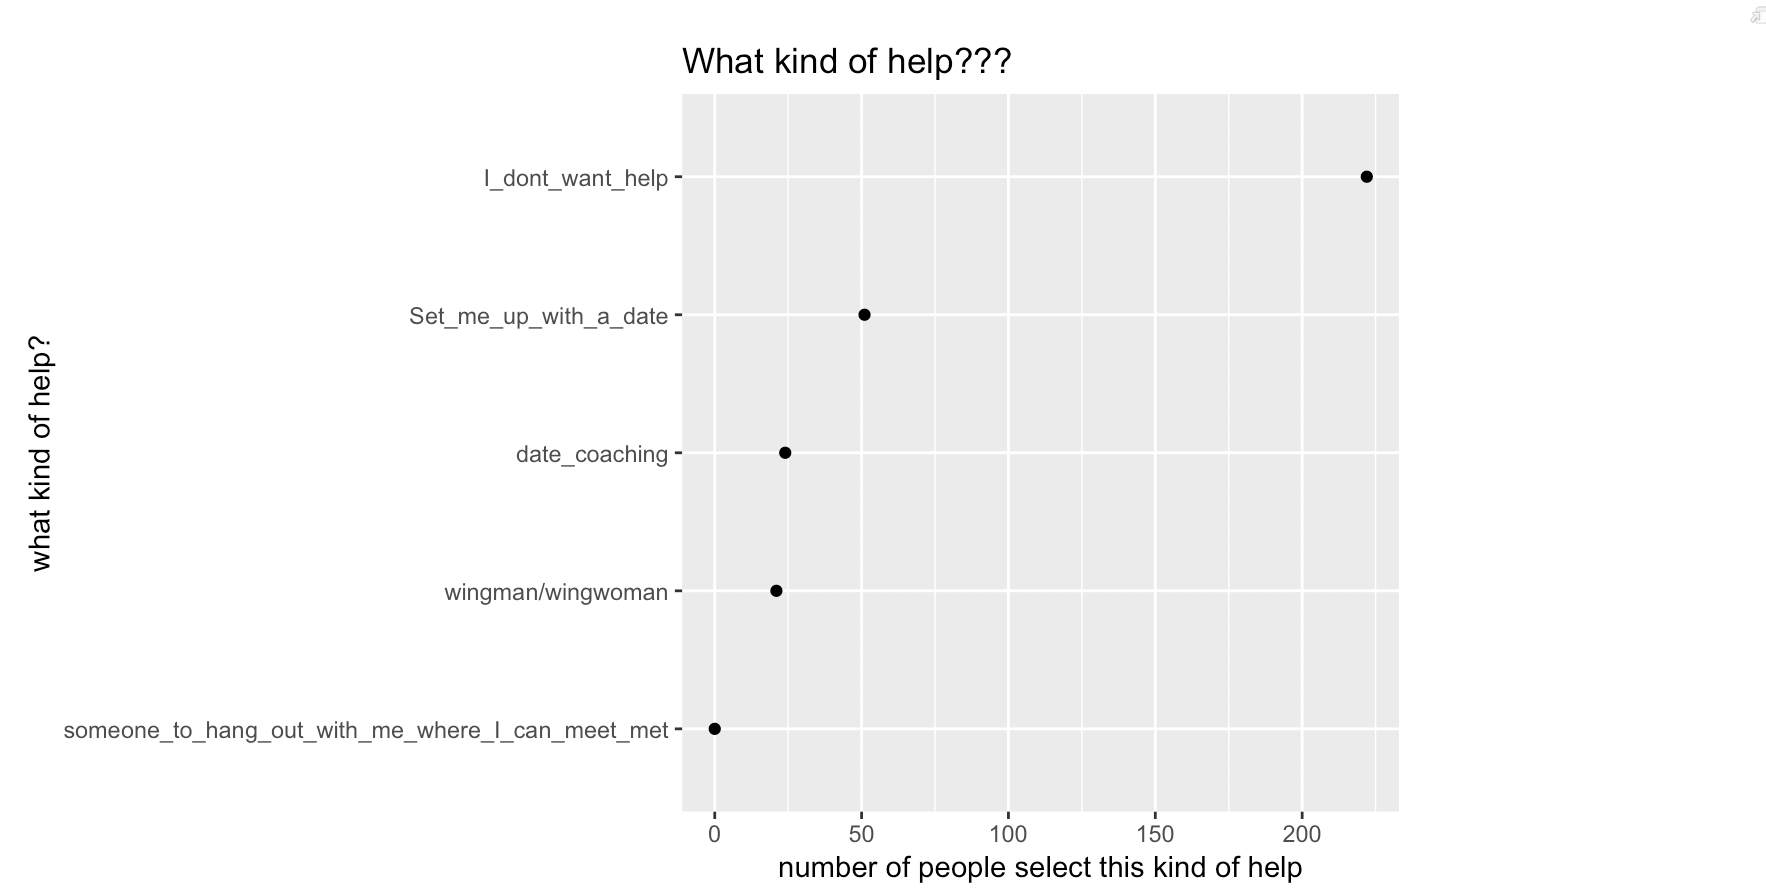 What kind of help???
what kind of help?
I_dont_want_help
Set_me_up_with_a_date
date_coaching
wingman/wingwoman
someone_to_hang_out_with_me_where_I_can_meet_met
0 50 100 150 200
number of people select this kind of help